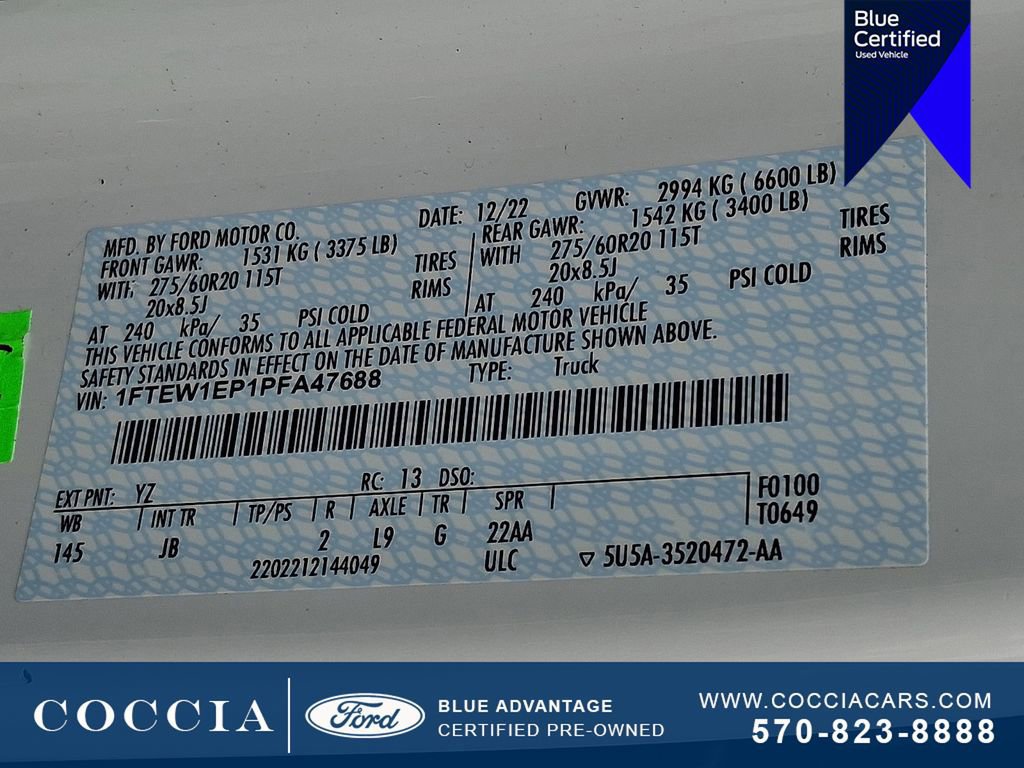 Blue
Certified
Used Vehicle
MFD. BY FORD MOTOR CO. DATE: 12/22 GVWR: 2994 KG ( 6600 LB)
FRONT GAWR: 1531 KG ( 3375 LB) REAR GAWR: 1542 KG ( 3400 LB)
WITH 275/60R20 115T TIRES WITH 275/60R20 115T TIRES
20x8.5J RIMS 20x8.5J RIMS
AT 240 kPa/ 35 PSI COLD AT 240 kPa/ 35 PSI COLD
THIS VEHICLE CONFORMS TO ALL APPLICABLE FEDERAL MOTOR VEHICLE
SAFETY STANDARDS IN EFFECT ON THE DATE OF MANUFACTURE SHOWN ABOVE.
VIN: 1FTEW1EP1PFA47688 TYPE: Truck
EXT PNT: YZ RC: 13 DSO:
WB INT TR TP/PS R AXLE TR SPR F0100
145 JB 2 L9 G 22AA T0649
2202212144049 ULC ▽ 5U5A-3520472-AA
COCCIA Ford BLUE ADVANTAGE
CERTIFIED PRE-OWNED
WWW.COCCIACARS.COM
570-823-8888